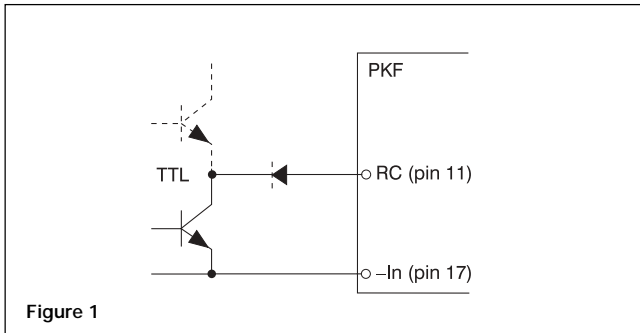 PKF
TTL
RC (pin 11)
–In (pin 17)
Figure 1